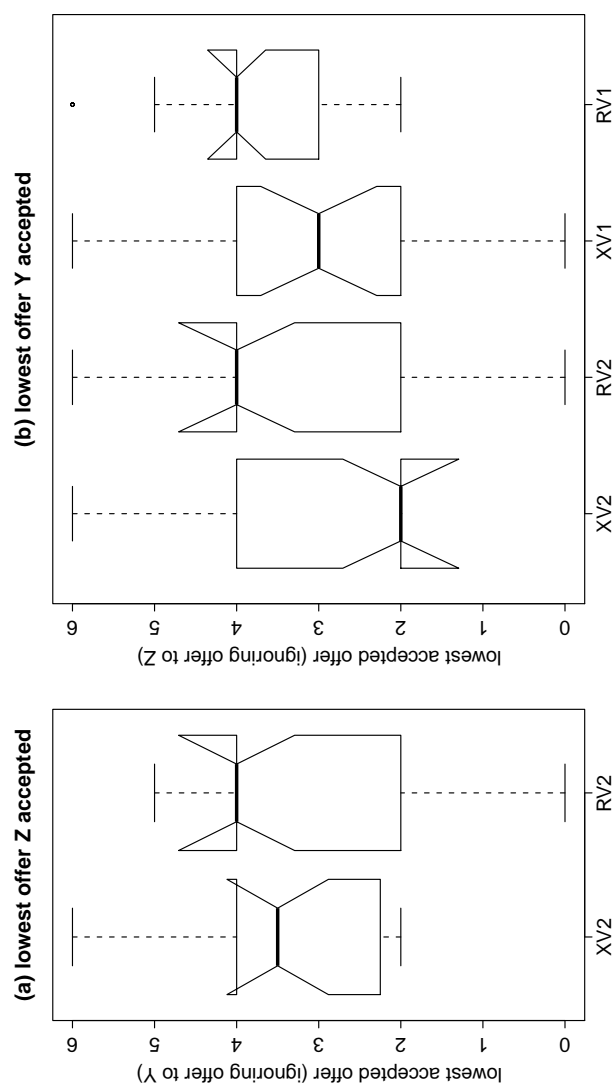 (a) lowest offer Z accepted
lowest accepted offer (ignoring offer to Y)
6
5
4
3
2
1
0
XV2
RV2
(b) lowest offer Y accepted
lowest accepted offer (ignoring offer to Z)
6
5
4
3
2
1
0
XV2
RV2
XV1
RV1